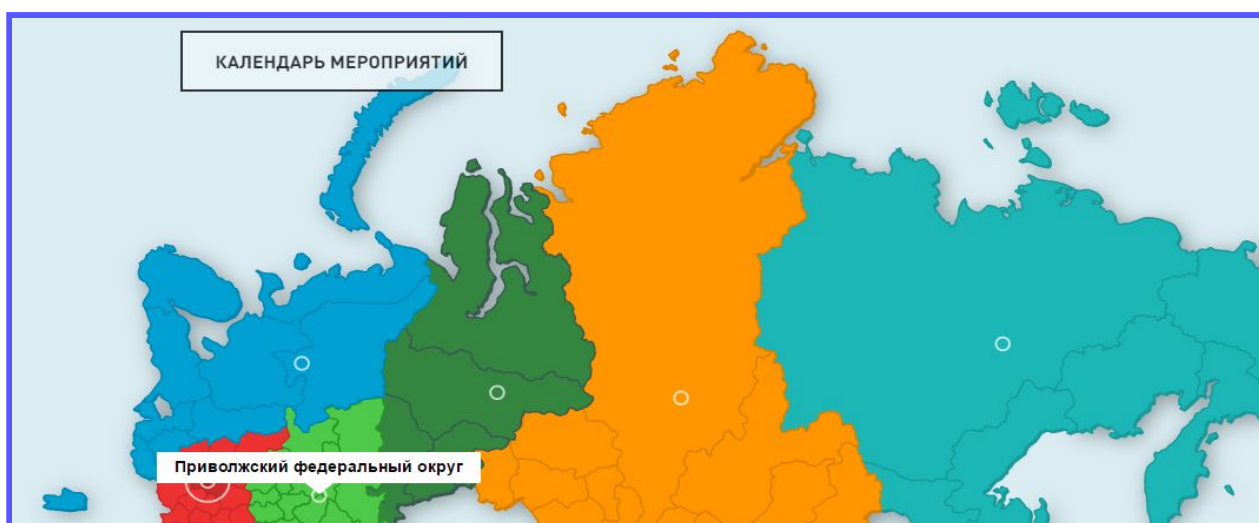 КАЛЕНДАРЬ МЕРОПРИЯТИЙ
Приволжский федеральный округ